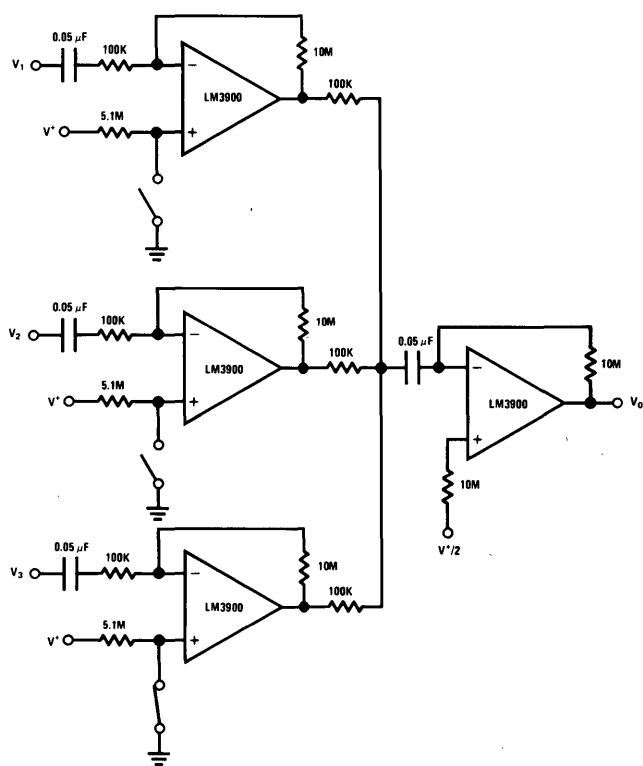 0.05 μF
100K
10M
V1
−
LM3900
100K
5.1M
V+
+
0.05 μF
100K
10M
V2
−
LM3900
100K
0.05 μF
10M
5.1M
V+
+
−
LM3900
VO
+
10M
V+/2
0.05 μF
100K
10M
V3
−
LM3900
100K
5.1M
V+
+